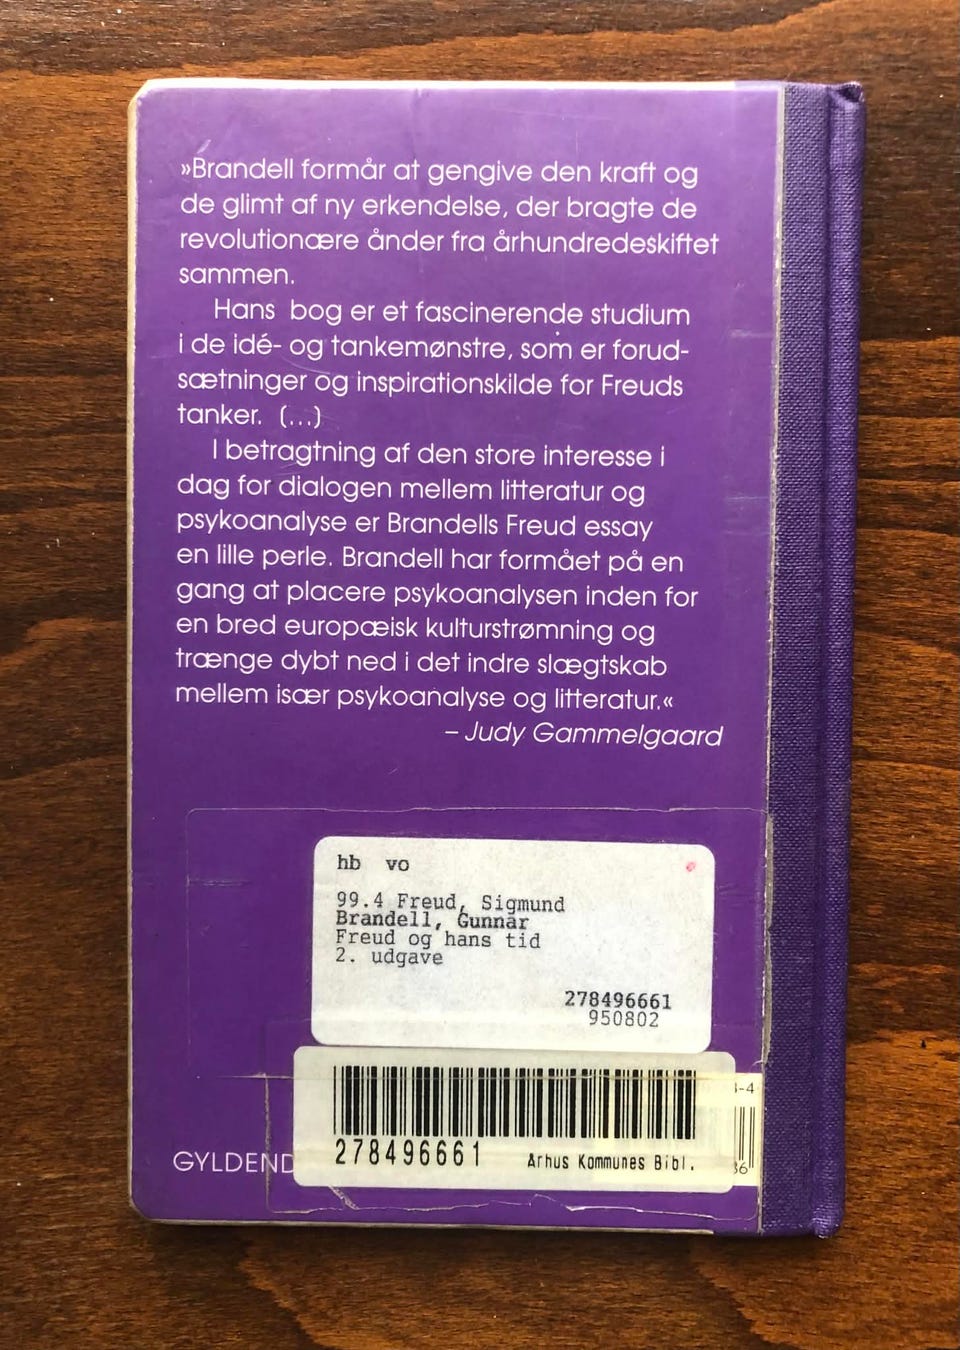 »Brandell formår at gengive den kraft og
de glimt af ny erkendelse, der bragte de
revolutionære ånder fra århundredeskiftet
sammen.
Hans bog er et fascinerende studium
i de idé- og tankemønstre, som er forud-
sætninger og inspirationskilde for Freuds
tanker. (...)
I betragtning af den store interesse i
dag for dialogen mellem litteratur og
psykoanalyse er Brandells Freud essay
en lille perle. Brandell har formået på en
gang at placere psykoanalysen inden for
en bred europæisk kulturstrømning og
trænge dybt ned i det indre slægtskab
mellem især psykoanalyse og litteratur.«
– Judy Gammelgaard
hb vo
99.4 Freud, Sigmund
Brandell, Gunnar
Freud og hans tid
2. udgave
278496661
950802
-4
278496661 Århus Kommunes Bibl.
GYLDEND
86